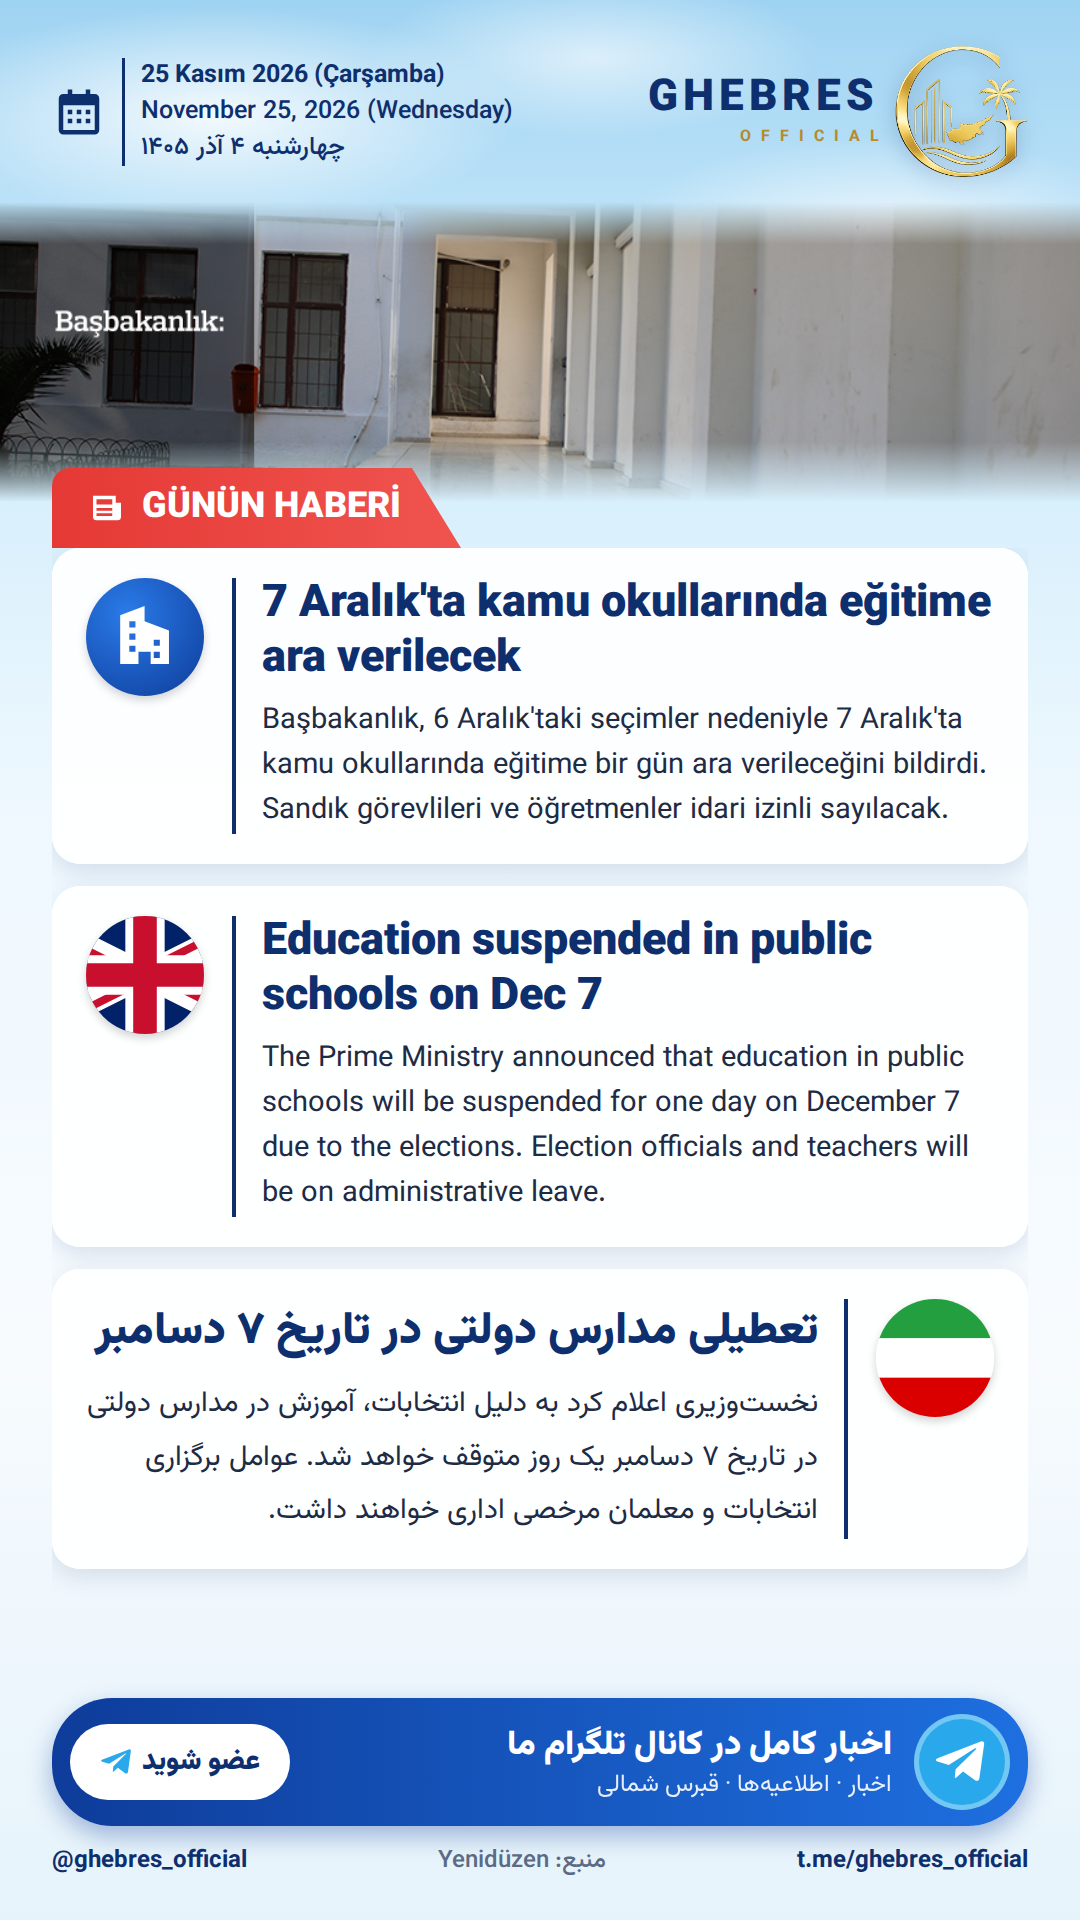 25 Kasım 2026 (Çarşamba)
November 25, 2026 (Wednesday)
چهارشنبه ۴ آذر ۱۴۰۵
GHEBRES
OFFICIAL
Başbakanlık:
GÜNÜN HABERİ
7 Aralık'ta kamu okullarında eğitime
ara verilecek
Başbakanlık, 6 Aralık'taki seçimler nedeniyle 7 Aralık'ta
kamu okullarında eğitime bir gün ara verileceğini bildirdi.
Sandık görevlileri ve öğretmenler idari izinli sayılacak.
Education suspended in public
schools on Dec 7
The Prime Ministry announced that education in public
schools will be suspended for one day on December 7
due to the elections. Election officials and teachers will
be on administrative leave.
تعطیلی مدارس دولتی در تاریخ ۷ دسامبر
نخست‌وزیری اعلام کرد به دلیل انتخابات، آموزش در مدارس دولتی
در تاریخ ۷ دسامبر یک روز متوقف خواهد شد. عوامل برگزاری
انتخابات و معلمان مرخصی اداری خواهند داشت.
اخبار کامل در کانال تلگرام ما
اخبار · اطلاعیه‌ها · قبرس شمالی
عضو شوید
@ghebres_official
منبع: Yenidüzen
t.me/ghebres_official